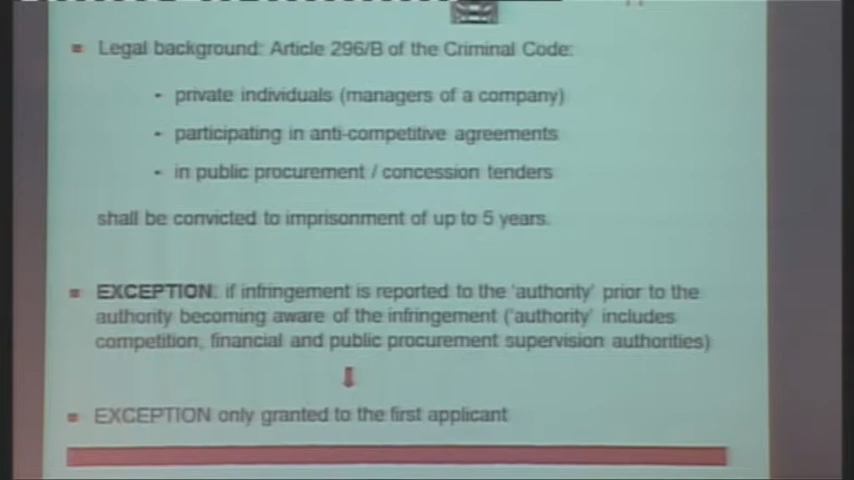 Legal background: Article 296/B of the Criminal Code:
- private individuals (managers of a company)
- participating in anti-competitive agreements
- in public procurement / concession tenders
shall be convicted to imprisonment of up to 5 years.
EXCEPTION: if infringement is reported to the 'authority' prior to the
authority becoming aware of the infringement ('authority' includes
competition, financial and public procurement supervision authorities)
EXCEPTION only granted to the first applicant